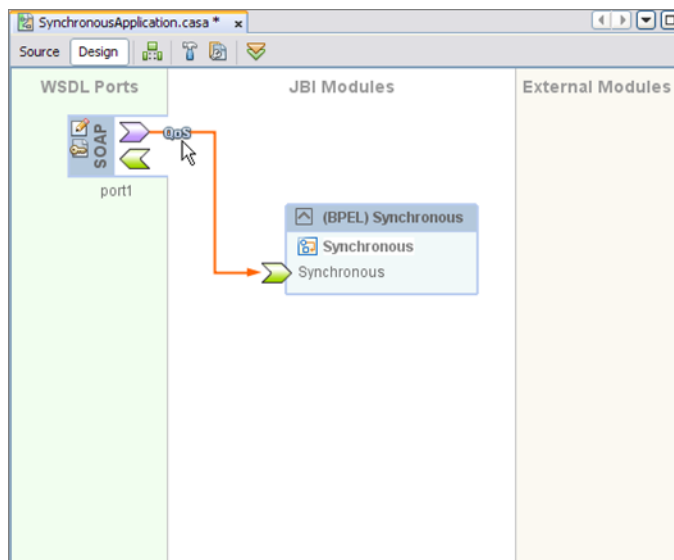 SynchronousApplication.casa *
Source Design
WSDL Ports
JBI Modules
External Modules
SOAP
QoS
port1
(BPEL) Synchronous
Synchronous
Synchronous